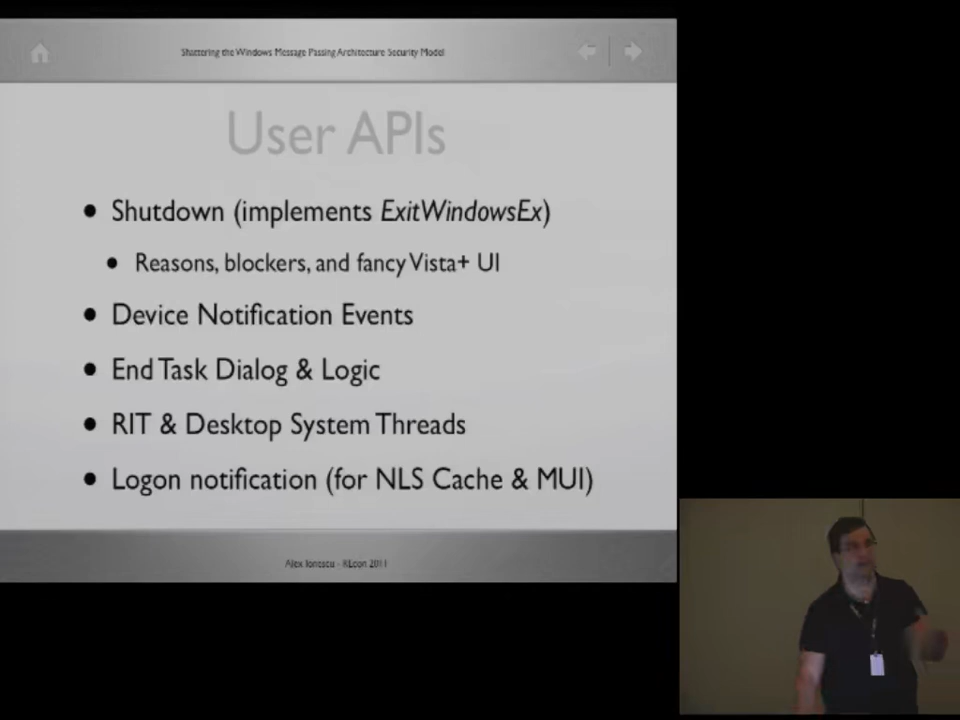 Shattering the Windows Message Passing Architecture Security Model
User APIs
Shutdown (implements ExitWindowsEx)
Reasons, blockers, and fancy Vista+ UI
Device Notification Events
End Task Dialog & Logic
RIT & Desktop System Threads
Logon notification (for NLS Cache & MUI)
Alex Ionescu - REcon 2011